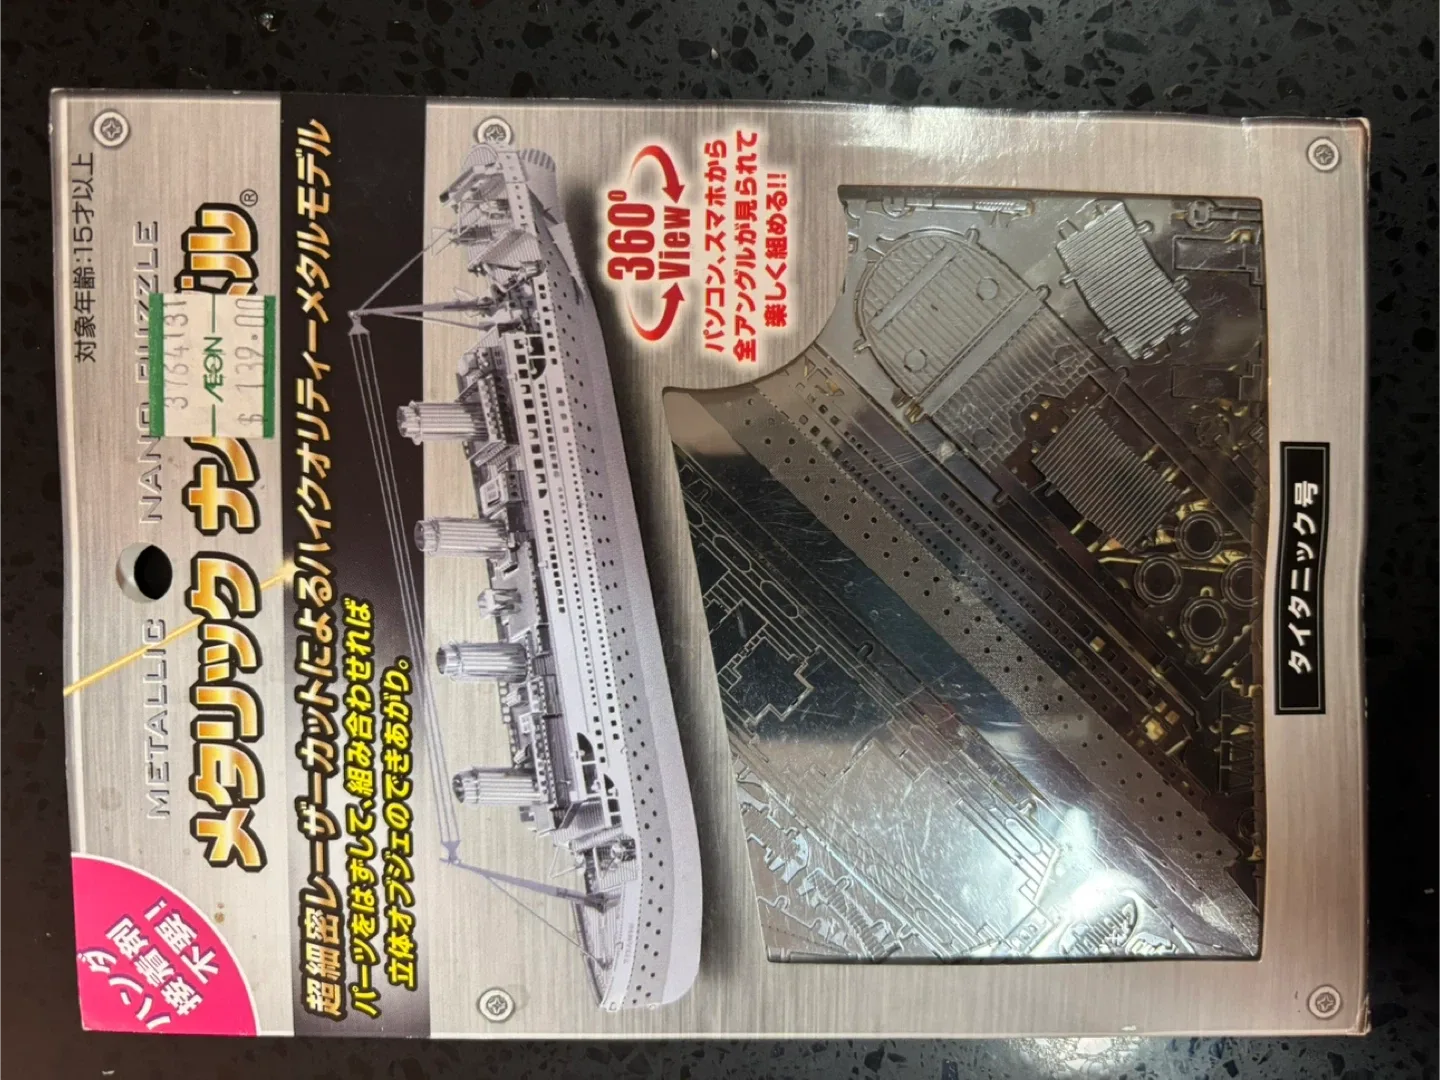 対象年齢:15才以上
METALLIC NANO PUZZLE
メタリック ナノパズル®
3764131
ÆON
$ 139.00
ハンダ
接着剤
不要!!
超細密レーザーカットによるハイクオリティーメタルモデル
パーツをはずして、組み合わせれば
立体オブジェのできあがり。
360°
View
パソコン、スマホから
全アングルが見られて
楽しく組める!!
タイタニック号